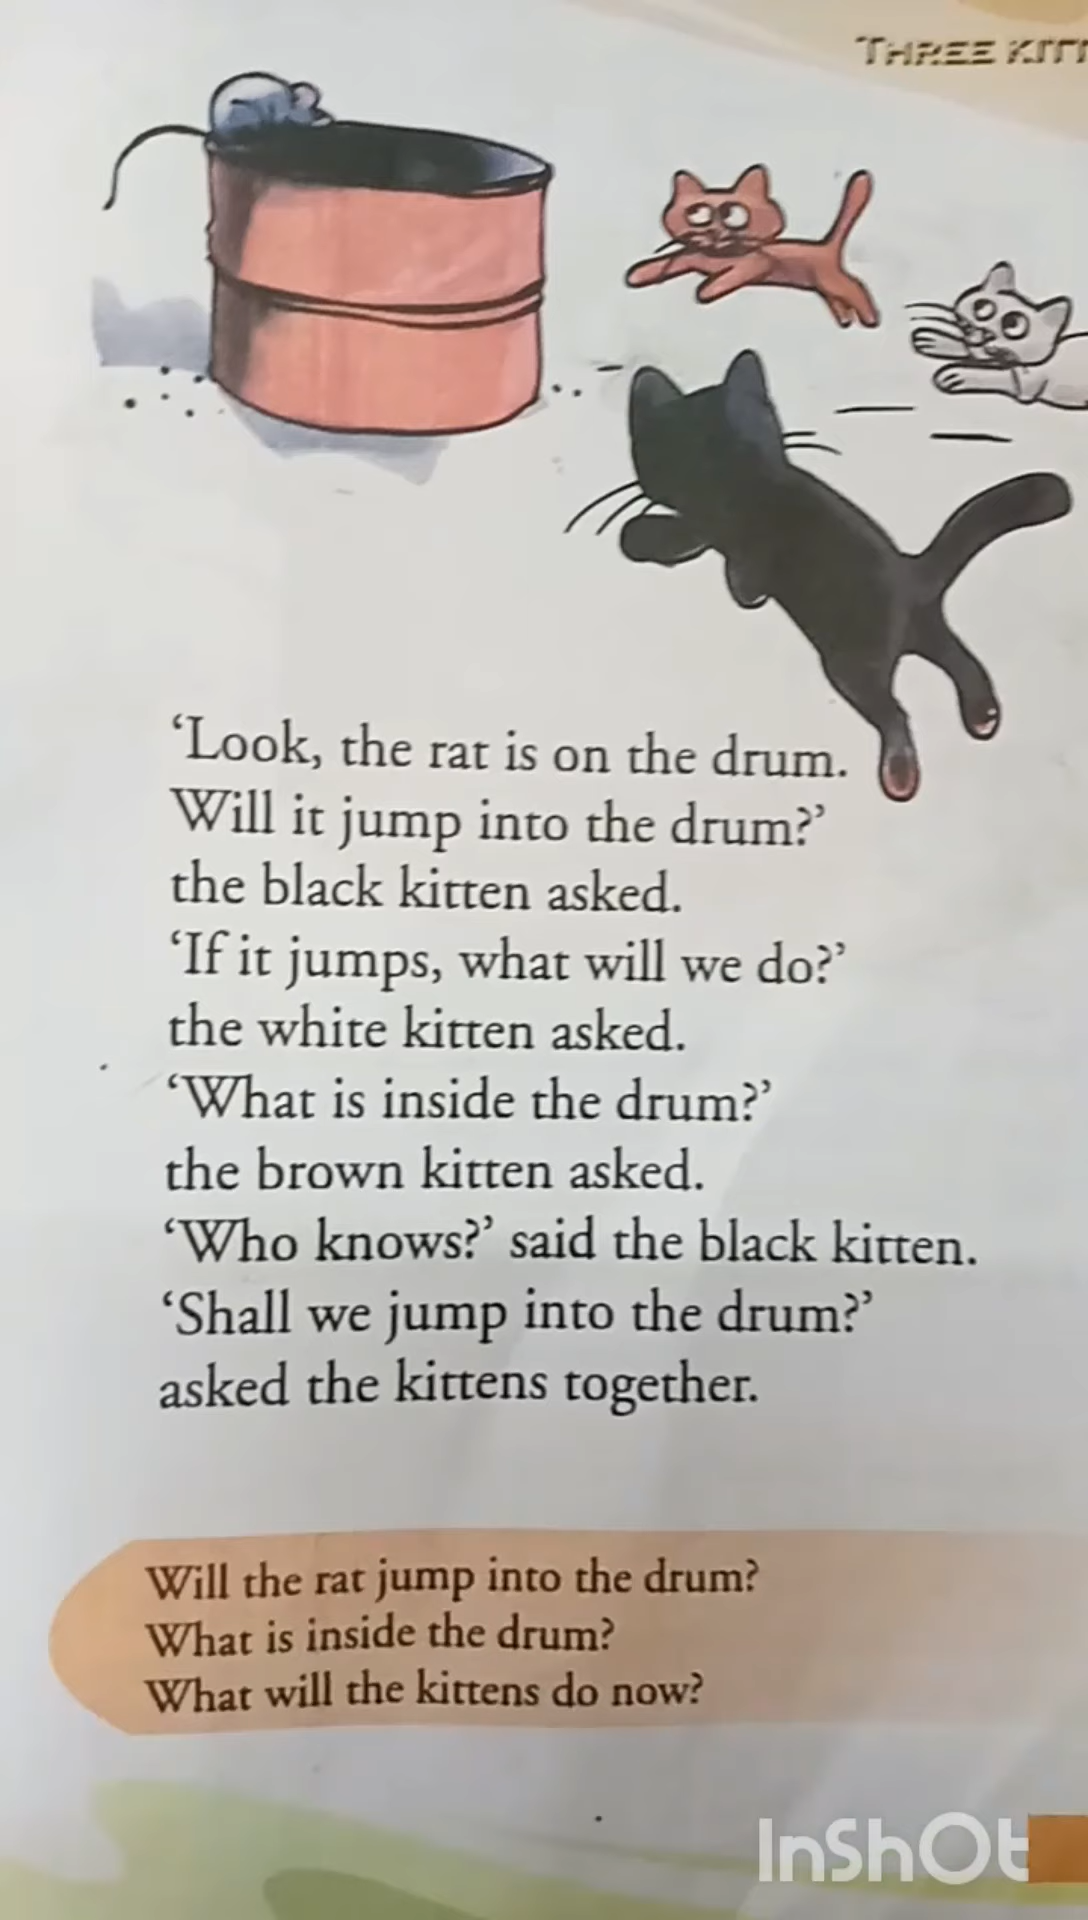 THREE
‘Look, the rat is on the drum.
Will it jump into the drum?’
the black kitten asked.
‘If it jumps, what will we do?’
the white kitten asked.
‘What is inside the drum?’
the brown kitten asked.
‘Who knows?’ said the black kitten.
‘Shall we jump into the drum?’
asked the kittens together.
Will the rat jump into the drum?
What is inside the drum?
What will the kittens do now?
InShOt